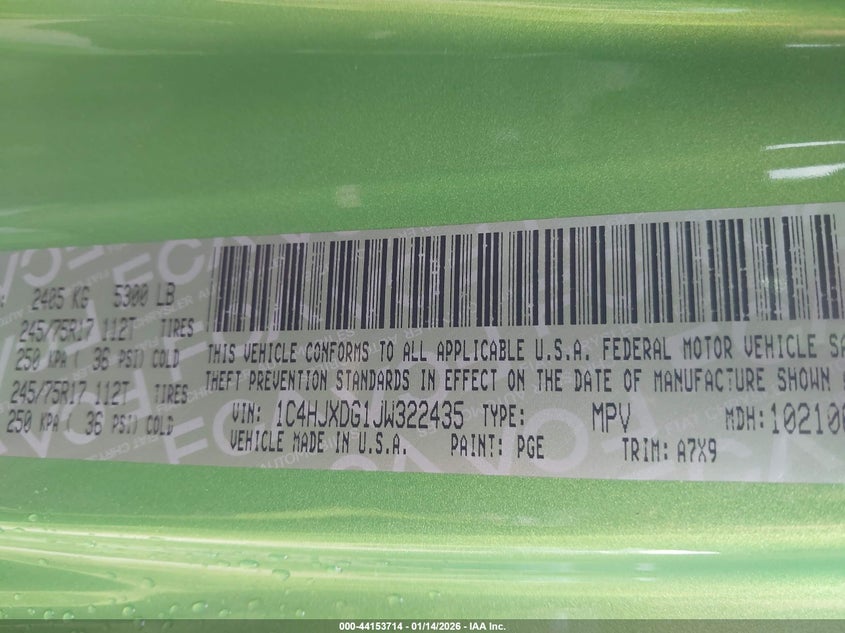 2405 KG 5300 LB
245/75R17 112T TIRES
250 KPA ( 36 PSI) COLD
245/75R17 112T TIRES
250 KPA ( 36 PSI) COLD
THIS VEHICLE CONFORMS TO ALL APPLICABLE U.S.A. FEDERAL MOTOR VEHICLE SA
THEFT PREVENTION STANDARDS IN EFFECT ON THE DATE OF MANUFACTURE SHOWN
VIN: 1C4HJXDG1JW322435 TYPE: MPV MDH: 10210
VEHICLE MADE IN U.S.A. PAINT: PGE TRIM: A7X9
000-44153714 - 01/14/2026 - IAA Inc.